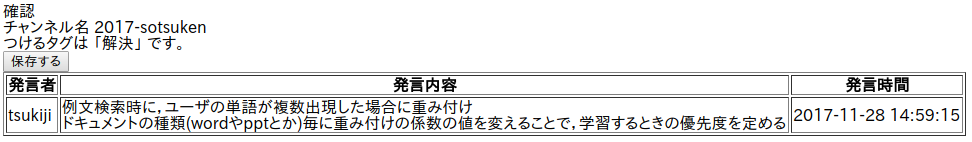 確認
チャンネル名 2017-sotsuken
つけるタグは「解決」です。
保存する
発言者 発言内容 発言時間
tsukiji 例文検索時に，ユーザの単語が複数出現した場合に重み付け
ドキュメントの種類(wordやpptとか)毎に重み付けの係数の値を変えることで，学習するときの優先度を定める 2017-11-28 14:59:15